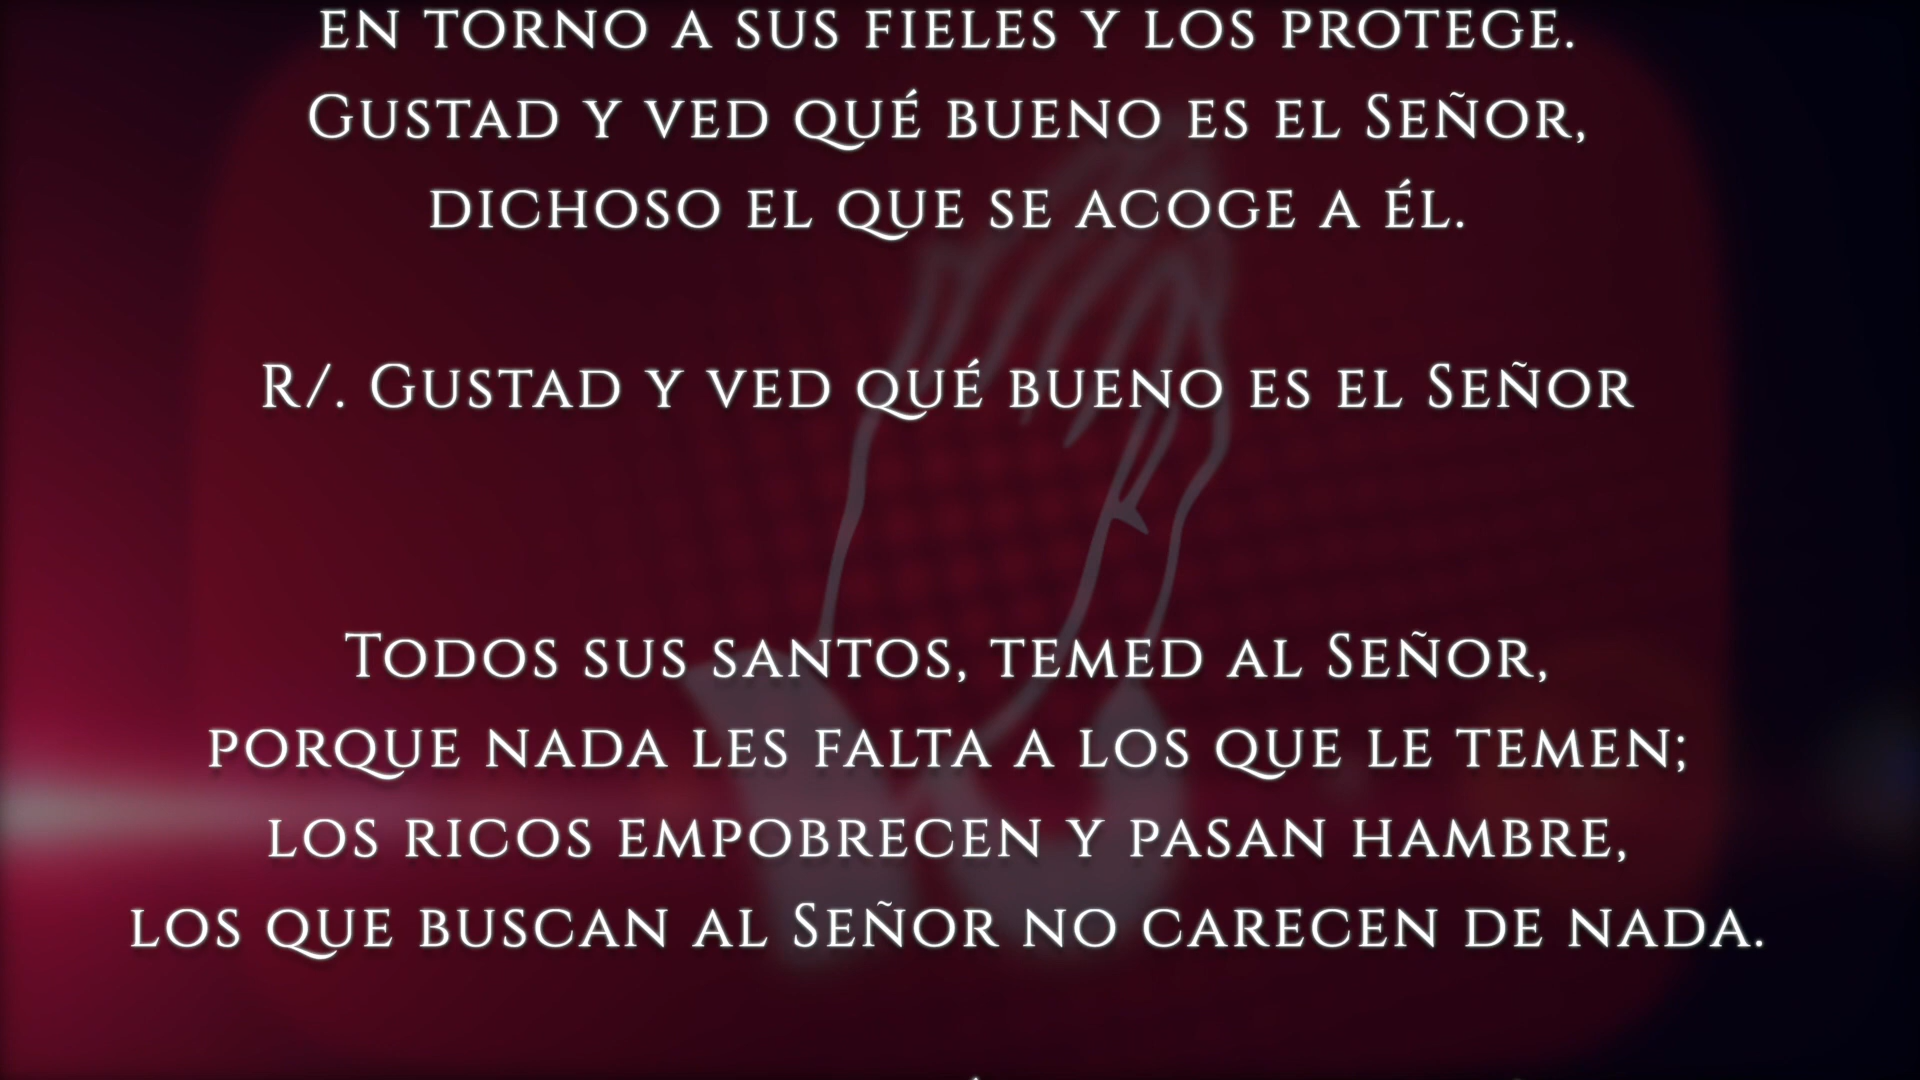 en torno a sus fieles y los protege.
Gustad y ved qué bueno es el Señor,
dichoso el que se acoge a él.
R/. Gustad y ved qué bueno es el Señor
Todos sus santos, temed al Señor,
porque nada les falta a los que le temen;
los ricos empobrecen y pasan hambre,
los que buscan al Señor no carecen de nada.